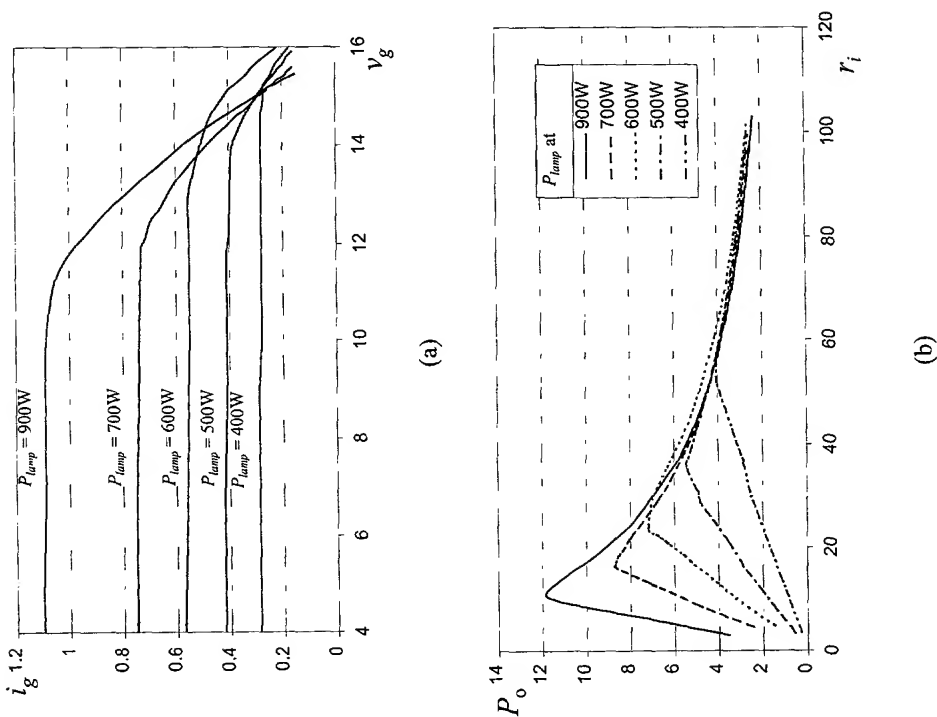 i_g
1.2
1
0.8
0.6
0.4
0.2
0
4
6
8
10
12
14
16
v_g
P_lamp = 900W
P_lamp = 700W
P_lamp = 600W
P_lamp = 500W
P_lamp = 400W
(a)
P_o
14
12
10
8
6
4
2
0
0
20
40
60
80
100
120
r_i
P_lamp at
900W
700W
600W
500W
400W
(b)